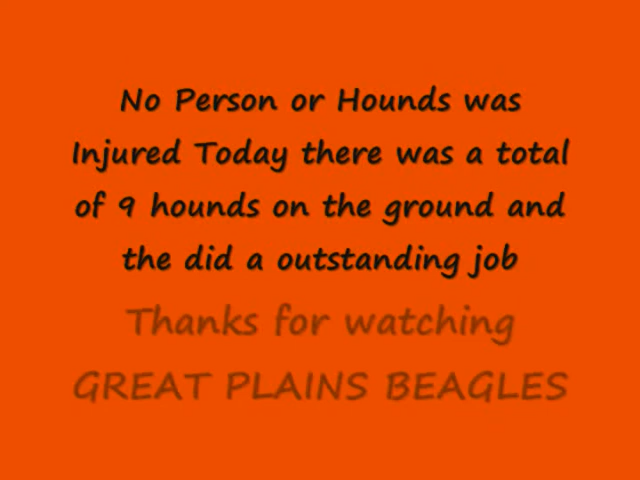 No Person or Hounds was
Injured Today there was a total
of 9 hounds on the ground and
the did a outstanding job
Thanks for watching
GREAT PLAINS BEAGLES